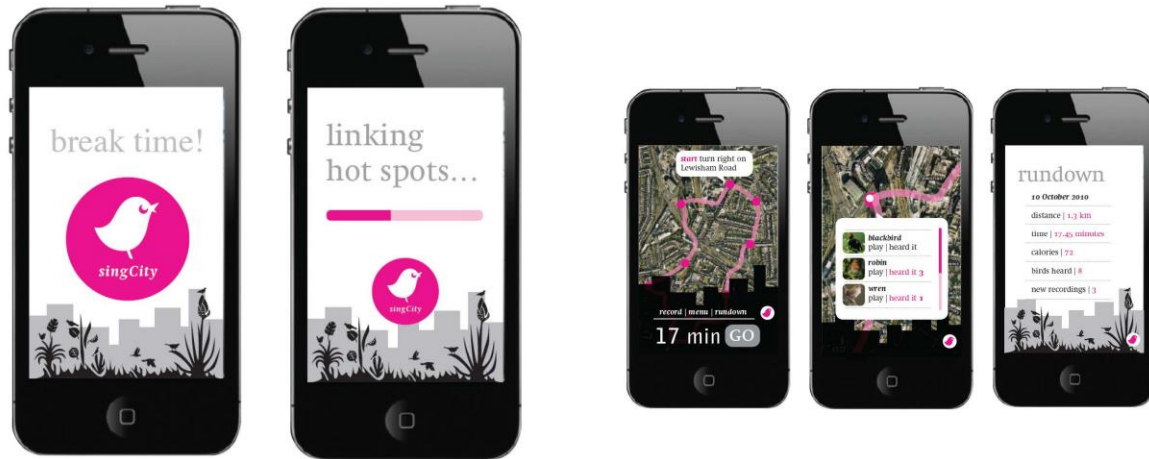 break time!
singCity
linking
hot spots...
singCity
start turn right on
Lewisham Road
record | menu | rundown
17 min GO
blackbird
play | heard it
robin
play | heard it 3
wren
play | heard it 1
rundown
10 October 2010
distance | 1.3 km
time | 17.45 minutes
calories | 72
birds heard | 8
new recordings | 3